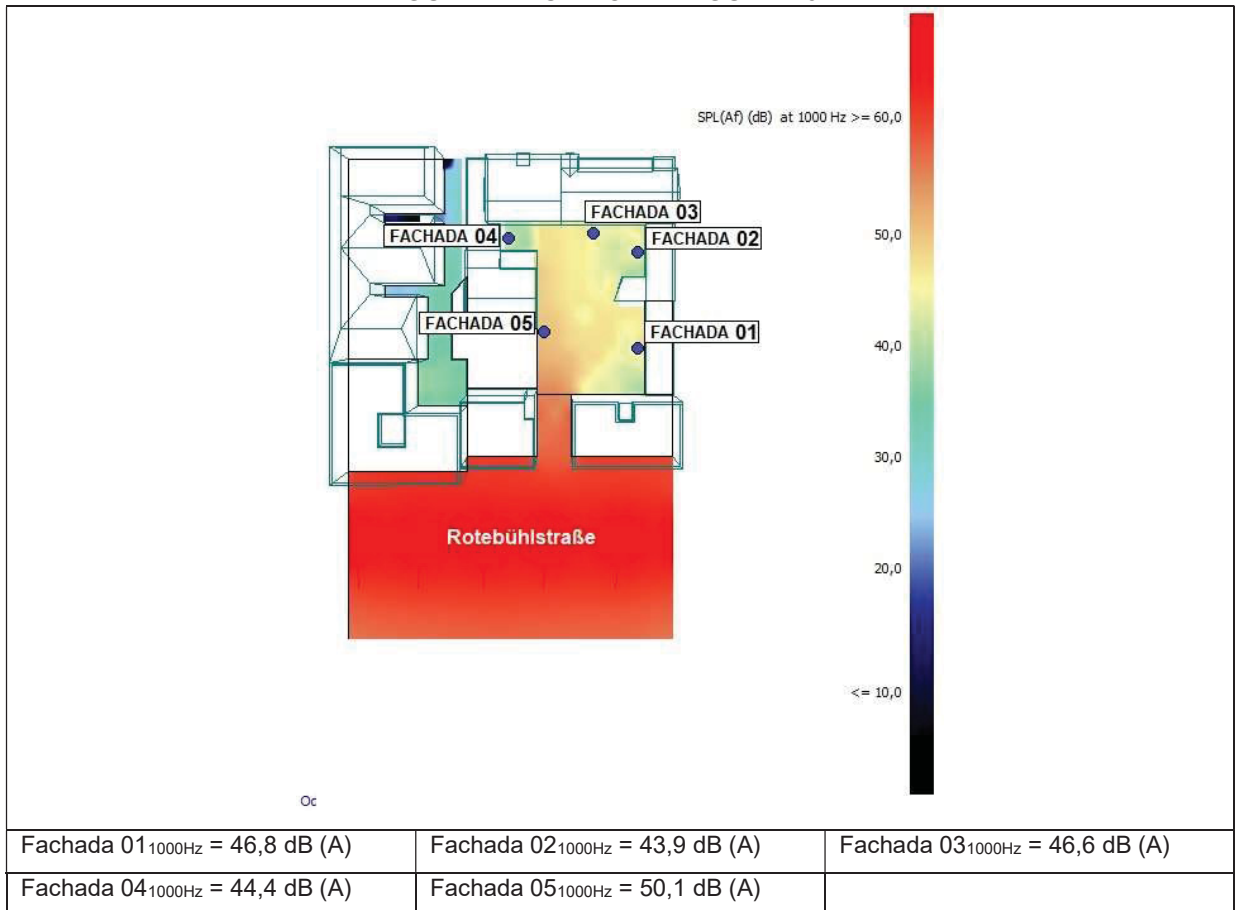 SPL(Af) (dB) at 1000 Hz >= 60,0
FACHADA 03
FACHADA 04
FACHADA 02
50,0
FACHADA 05
FACHADA 01
40,0
30,0
Rotebühlstraße
20,0
<= 10,0
Oc
Fachada 01₁₀₀₀Hz = 46,8 dB (A)
Fachada 02₁₀₀₀Hz = 43,9 dB (A)
Fachada 03₁₀₀₀Hz = 46,6 dB (A)
Fachada 04₁₀₀₀Hz = 44,4 dB (A)
Fachada 05₁₀₀₀Hz = 50,1 dB (A)